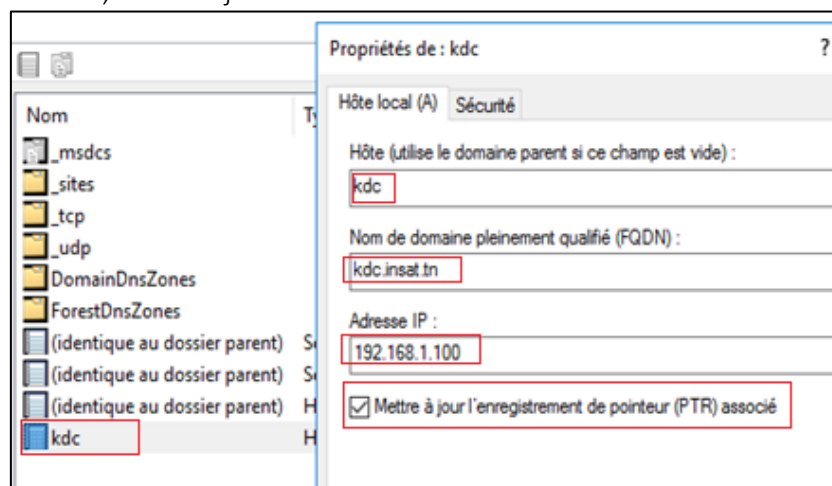 Propriétés de : kdc
?
Nom
_msdcs
_sites
_tcp
_udp
DomainDnsZones
ForestDnsZones
(identique au dossier parent)
(identique au dossier parent)
(identique au dossier parent) H
kdc H
Hôte local (A) Sécurité
Hôte (utilise le domaine parent si ce champ est vide) :
kdc
Nom de domaine pleinement qualifié (FQDN) :
kdc.insat.tn
Adresse IP :
192.168.1.100
Mettre à jour l'enregistrement de pointeur (PTR) associé